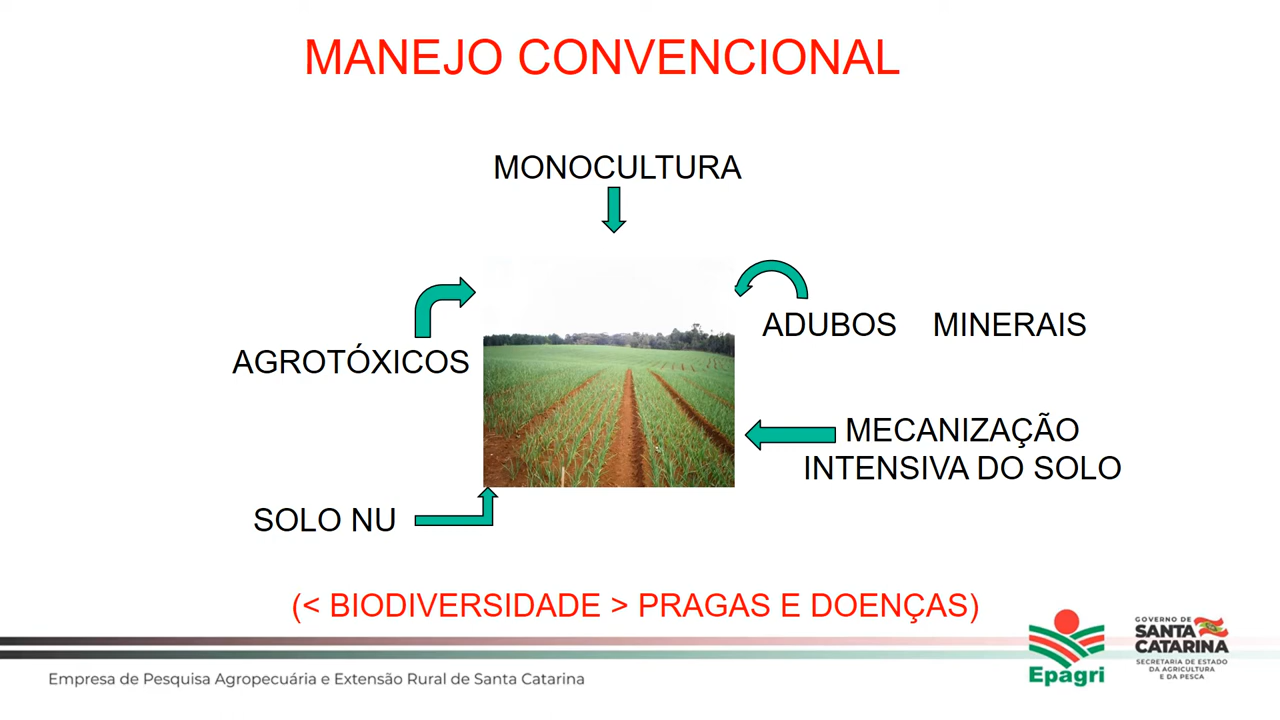 MANEJO CONVENCIONAL
MONOCULTURA
ADUBOS MINERAIS
AGROTÓXICOS
MECANIZAÇÃO
INTENSIVA DO SOLO
SOLO NU
(< BIODIVERSIDADE > PRAGAS E DOENÇAS)
Empresa de Pesquisa Agropecuária e Extensão Rural de Santa Catarina
Epagri
GOVERNO DE
SANTA
CATARINA
SECRETARIA DE ESTADO
DA AGRICULTURA
E DA PESCA